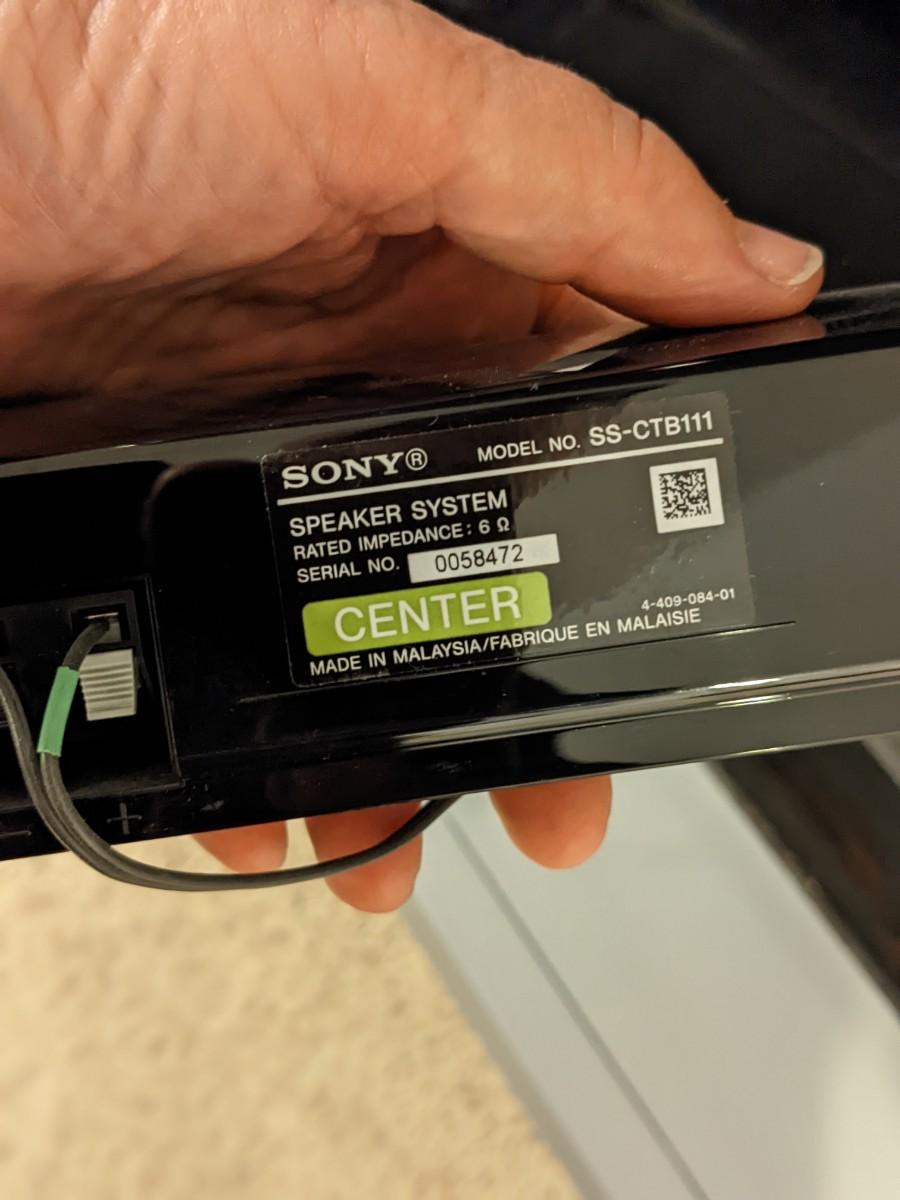 SONY® MODEL NO. SS-CTB111
SPEAKER SYSTEM
RATED IMPEDANCE: 6 Ω
SERIAL NO. 0058472
CENTER
4-409-084-01
MADE IN MALAYSIA/FABRIQUE EN MALAISIE
− +